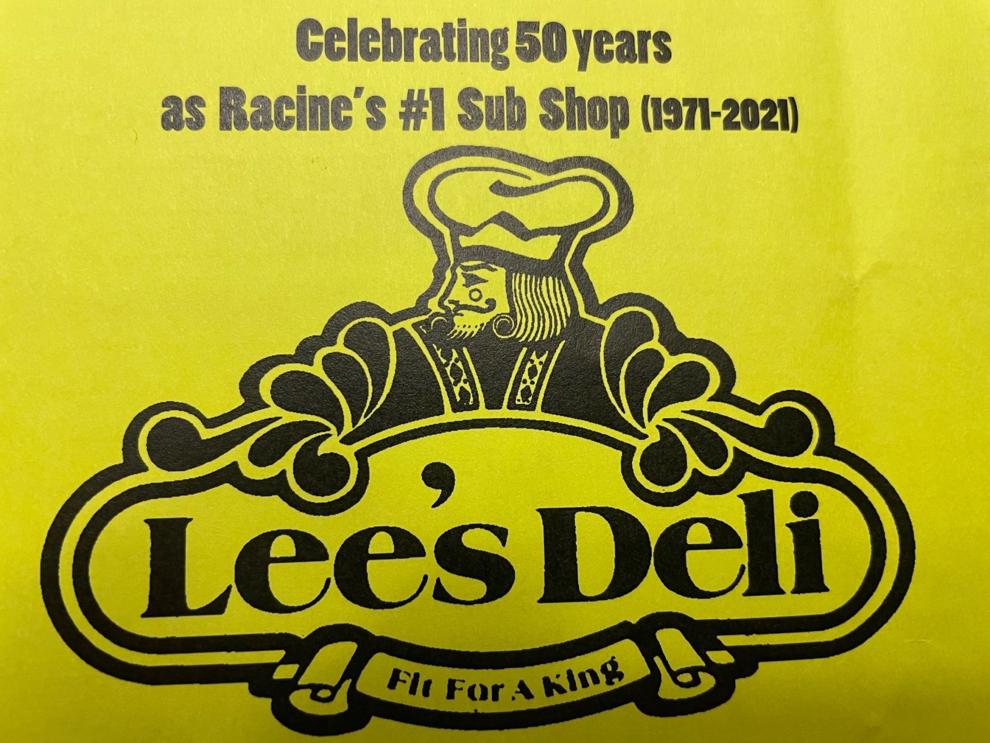 Celebrating 50 years
as Racine's #1 Sub Shop (1971-2021)
Lee's Deli
Fit For A King